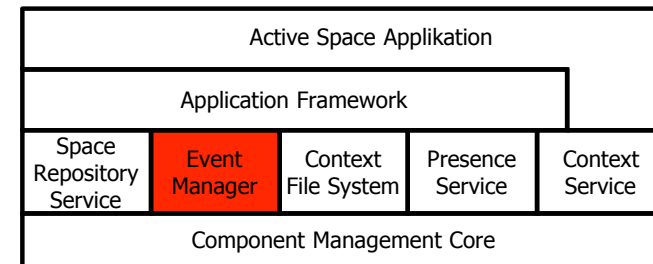 Active Space Applikation
Application Framework
Space
Repository
Service
Event
Manager
Context
File System
Presence
Service
Context
Service
Component Management Core